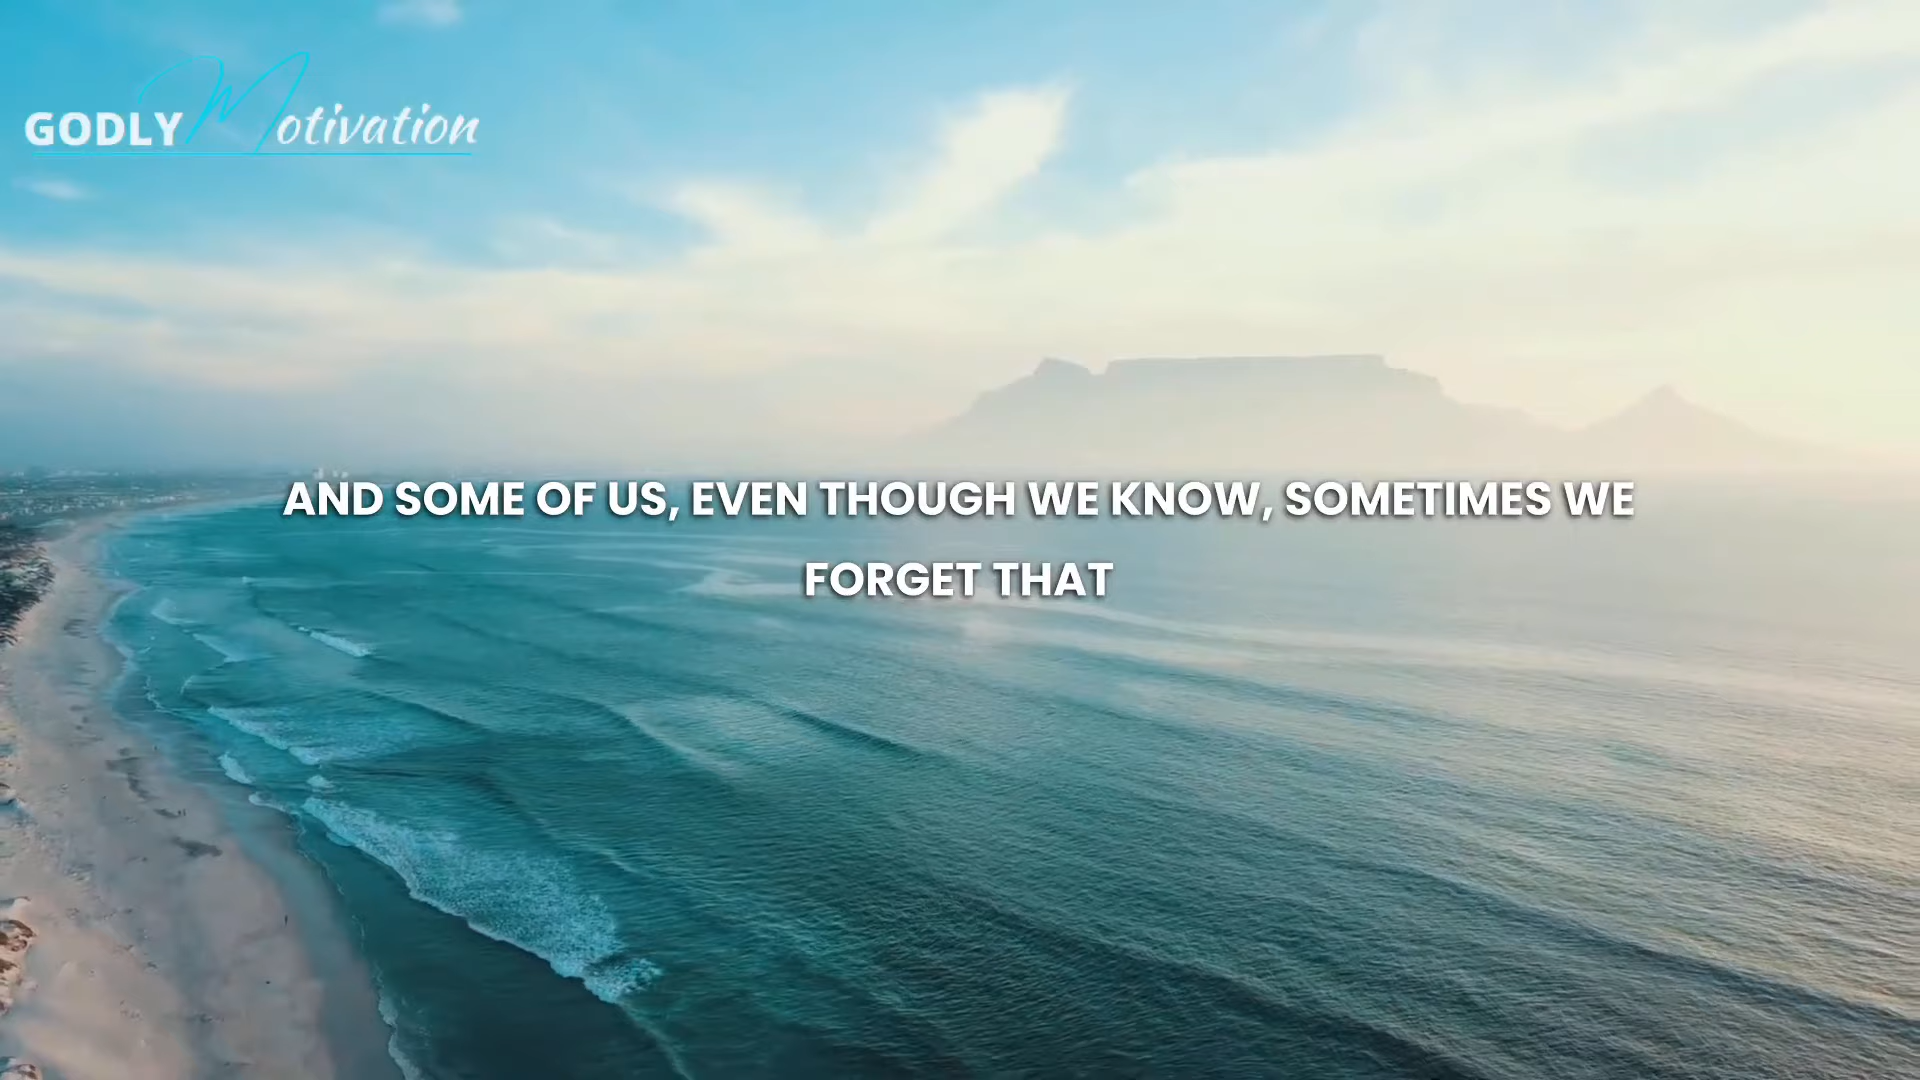 GODLY Motivation
AND SOME OF US, EVEN THOUGH WE KNOW, SOMETIMES WE
FORGET THAT